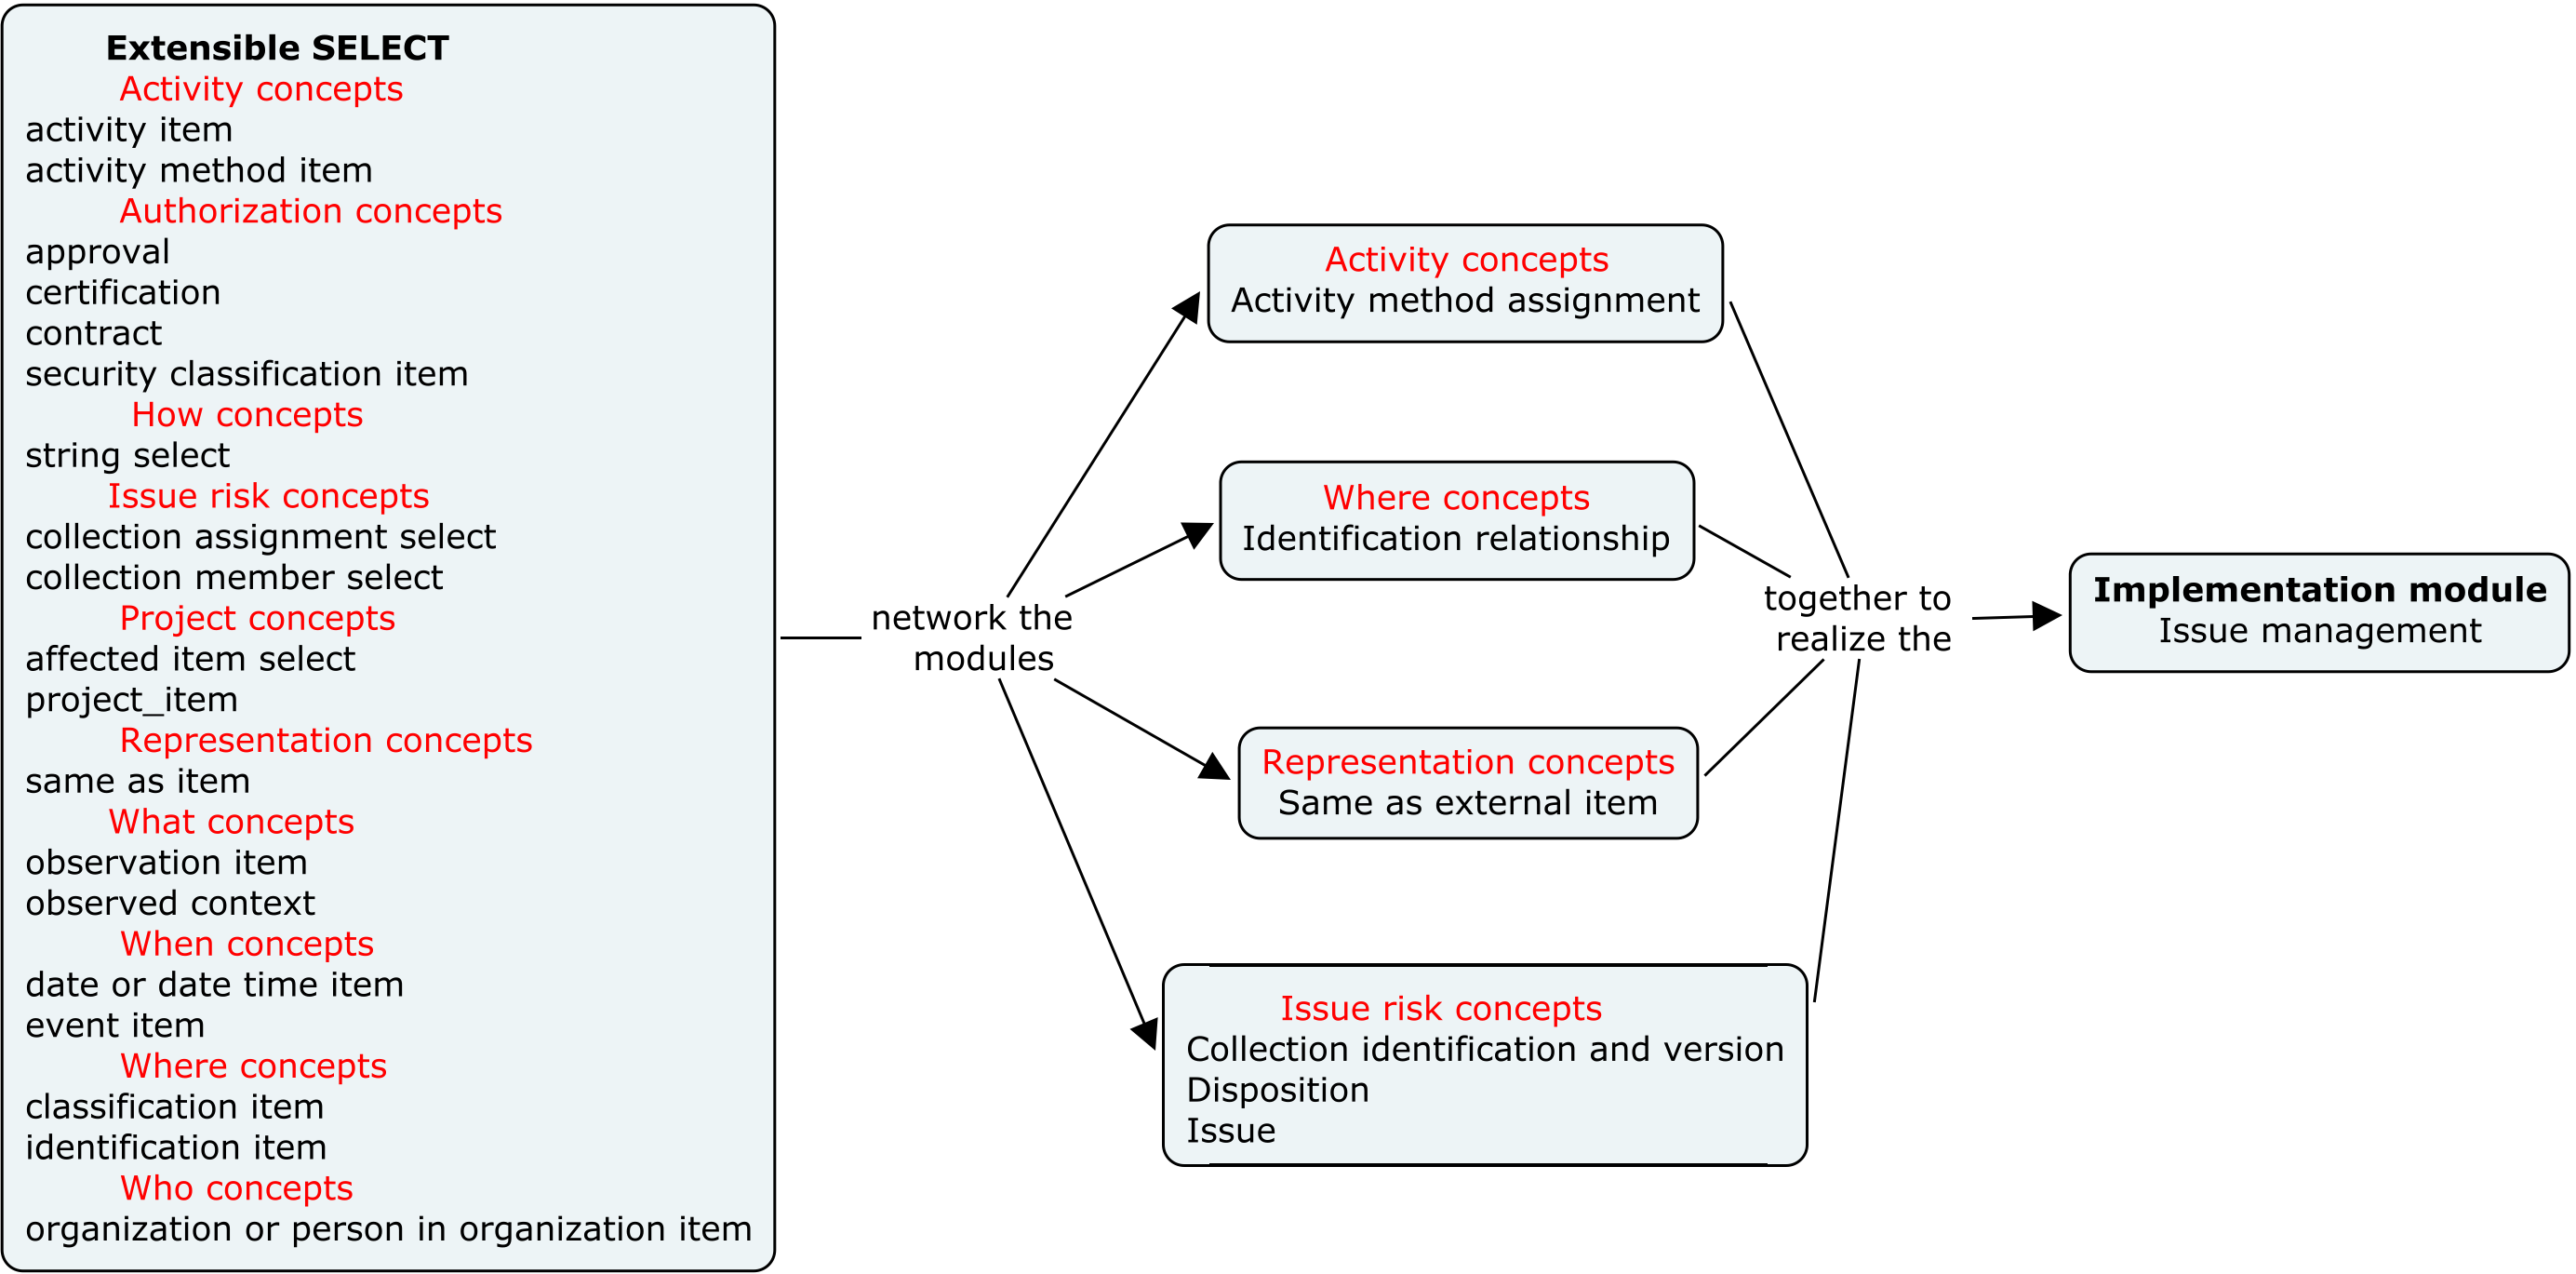 Extensible SELECT
Activity concepts
activity item
activity method item
Authorization concepts
approval
certification
contract
security classification item
How concepts
string select
Issue risk concepts
collection assignment select
collection member select
Project concepts
affected item select
project_item
Representation concepts
same as item
What concepts
observation item
observed context
When concepts
date or date time item
event item
Where concepts
classification item
identification item
Who concepts
organization or person in organization item
network the
modules
Activity concepts
Activity method assignment
Where concepts
Identification relationship
Representation concepts
Same as external item
Issue risk concepts
Collection identification and version
Disposition
Issue
together to
realize the
Implementation module
Issue management